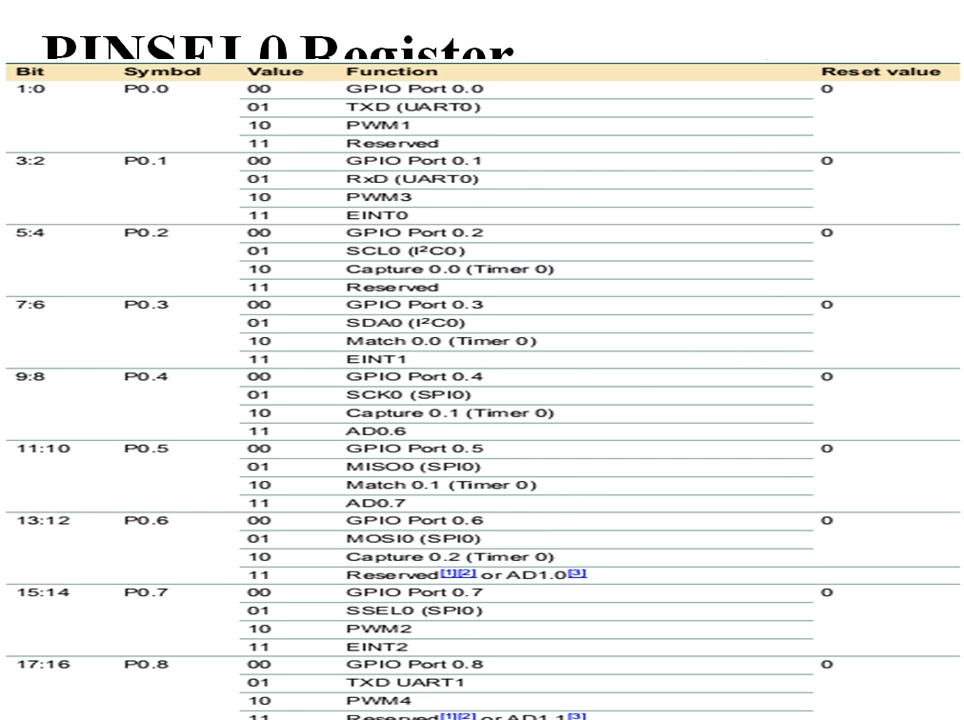 PINSEL0 Register
Bit Symbol Value Function Reset value
1:0 P0.0 00 GPIO Port 0.0 0
01 TXD (UART0)
10 PWM1
11 Reserved
3:2 P0.1 00 GPIO Port 0.1 0
01 RxD (UART0)
10 PWM3
11 EINT0
5:4 P0.2 00 GPIO Port 0.2 0
01 SCL0 (I²C0)
10 Capture 0.0 (Timer 0)
11 Reserved
7:6 P0.3 00 GPIO Port 0.3 0
01 SDA0 (I²C0)
10 Match 0.0 (Timer 0)
11 EINT1
9:8 P0.4 00 GPIO Port 0.4 0
01 SCK0 (SPI0)
10 Capture 0.1 (Timer 0)
11 AD0.6
11:10 P0.5 00 GPIO Port 0.5 0
01 MISO0 (SPI0)
10 Match 0.1 (Timer 0)
11 AD0.7
13:12 P0.6 00 GPIO Port 0.6 0
01 MOSI0 (SPI0)
10 Capture 0.2 (Timer 0)
11 Reserved[1][2] or AD1.0[3]
15:14 P0.7 00 GPIO Port 0.7 0
01 SSEL0 (SPI0)
10 PWM2
11 EINT2
17:16 P0.8 00 GPIO Port 0.8 0
01 TXD UART1
10 PWM4
11 Reserved[1][2] or AD1.1[3]